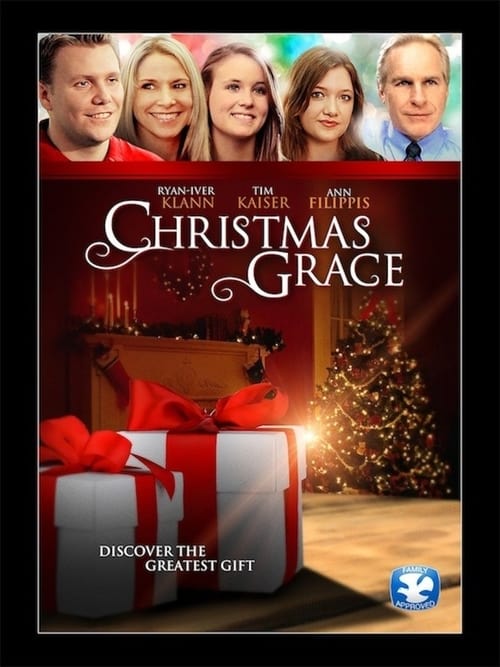 RYAN-IVER TIM ANN
KLANN KAISER FILIPPIS
CHRISTMAS
GRACE
DISCOVER THE
GREATEST GIFT
FAMILY
APPROVED